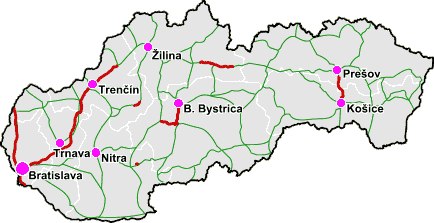 Žilina
Prešov
Trenčín
B. Bystrica
Košice
Trnava
Nitra
Bratislava